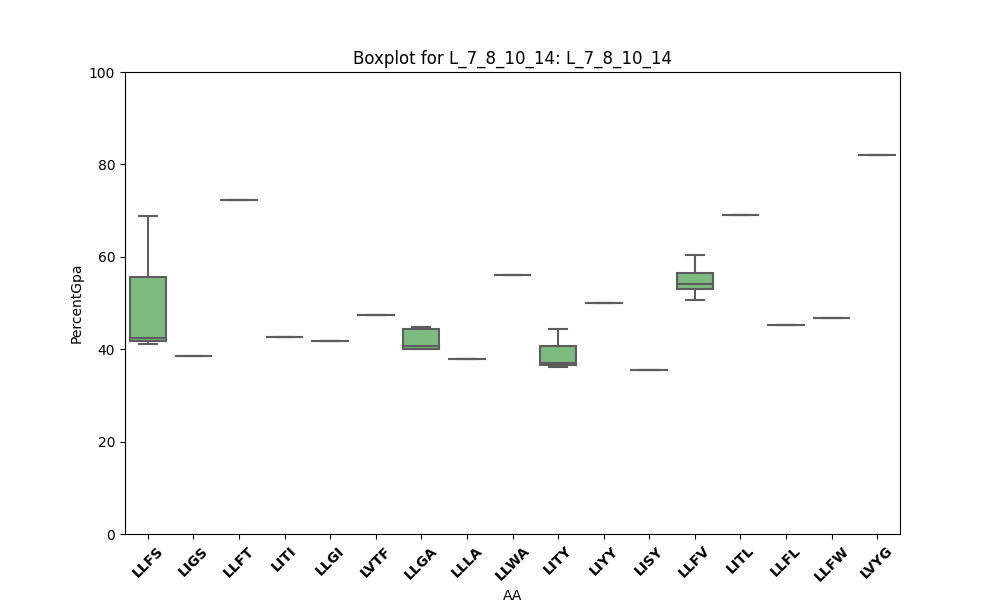 Boxplot for L_7_8_10_14: L_7_8_10_14
100
80
60
40
20
0
PercentGpa
LLFS LIGS LLFT LITI LLGI LVTF LLGA LLLA LLWA LITY LIYY LISY LLFV LITL LLFL LLFW LVYG
AA